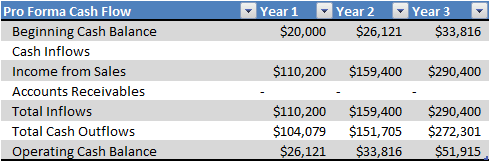 Pro Forma Cash Flow Year 1 Year 2 Year 3
Beginning Cash Balance $20,000 $26,121 $33,816
Cash Inflows
Income from Sales $110,200 $159,400 $290,400
Accounts Receivables - - -
Total Inflows $110,200 $159,400 $290,400
Total Cash Outflows $104,079 $151,705 $272,301
Operating Cash Balance $26,121 $33,816 $51,915